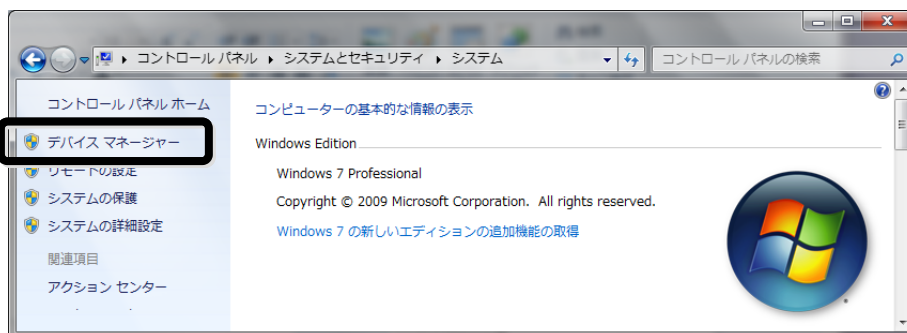 コントロール パネル ▸ システムとセキュリティ ▸ システム
コントロール パネルの検索
コントロール パネル ホーム
デバイス マネージャー
リモートの設定
システムの保護
システムの詳細設定
関連項目
アクション センター
コンピューターの基本的な情報の表示
Windows Edition
Windows 7 Professional
Copyright © 2009 Microsoft Corporation. All rights reserved.
Windows 7 の新しいエディションの追加機能の取得